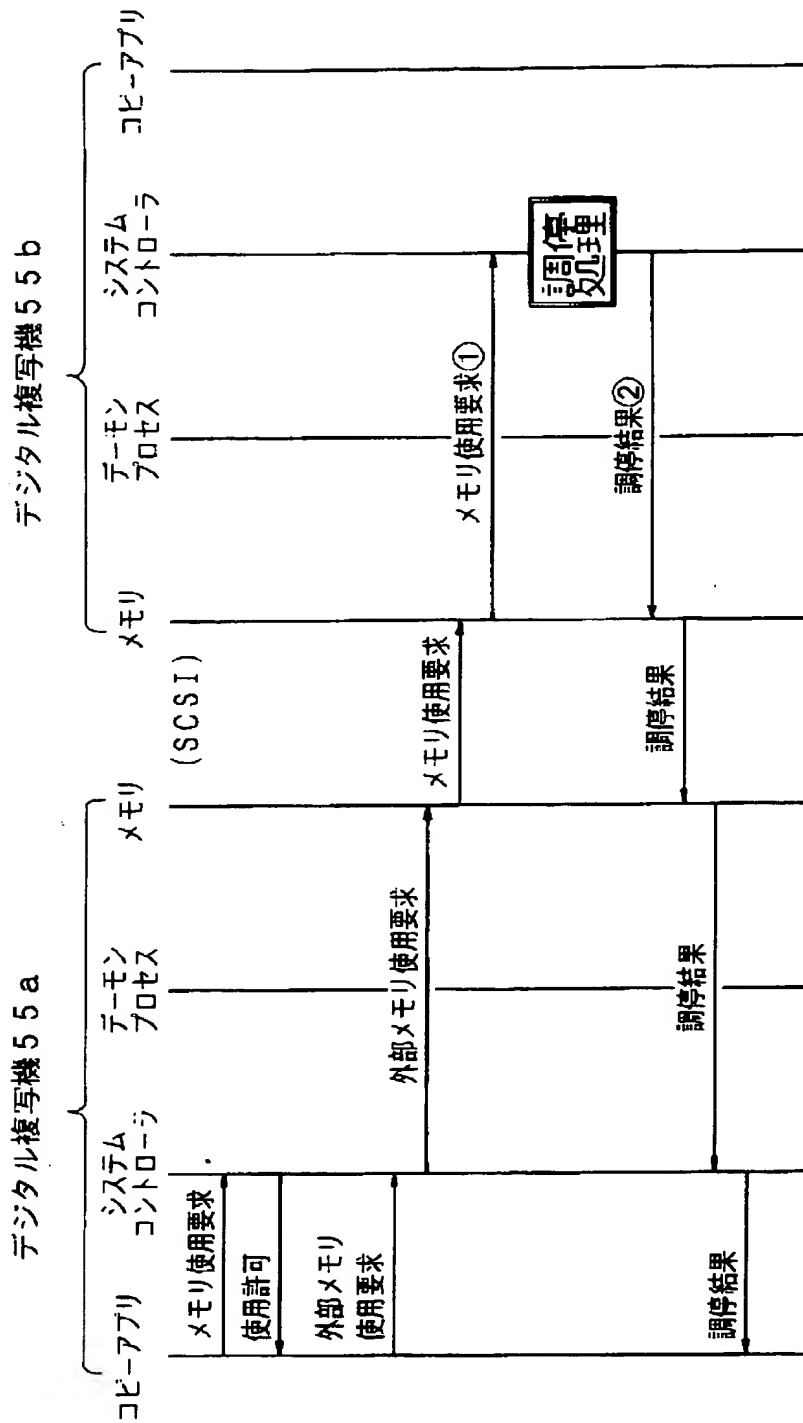 デジタル複写機55a
デジタル複写機55b
コピーアプリ
システム
コントローラ
デーモン
プロセス
メモリ
(SCSI)
メモリ
デーモン
プロセス
システム
コントローラ
コピーアプリ
メモリ使用要求
使用許可
外部メモリ
使用要求
外部メモリ使用要求
メモリ使用要求
メモリ使用要求①
調停
処理
調停結果②
調停結果
調停結果
調停結果